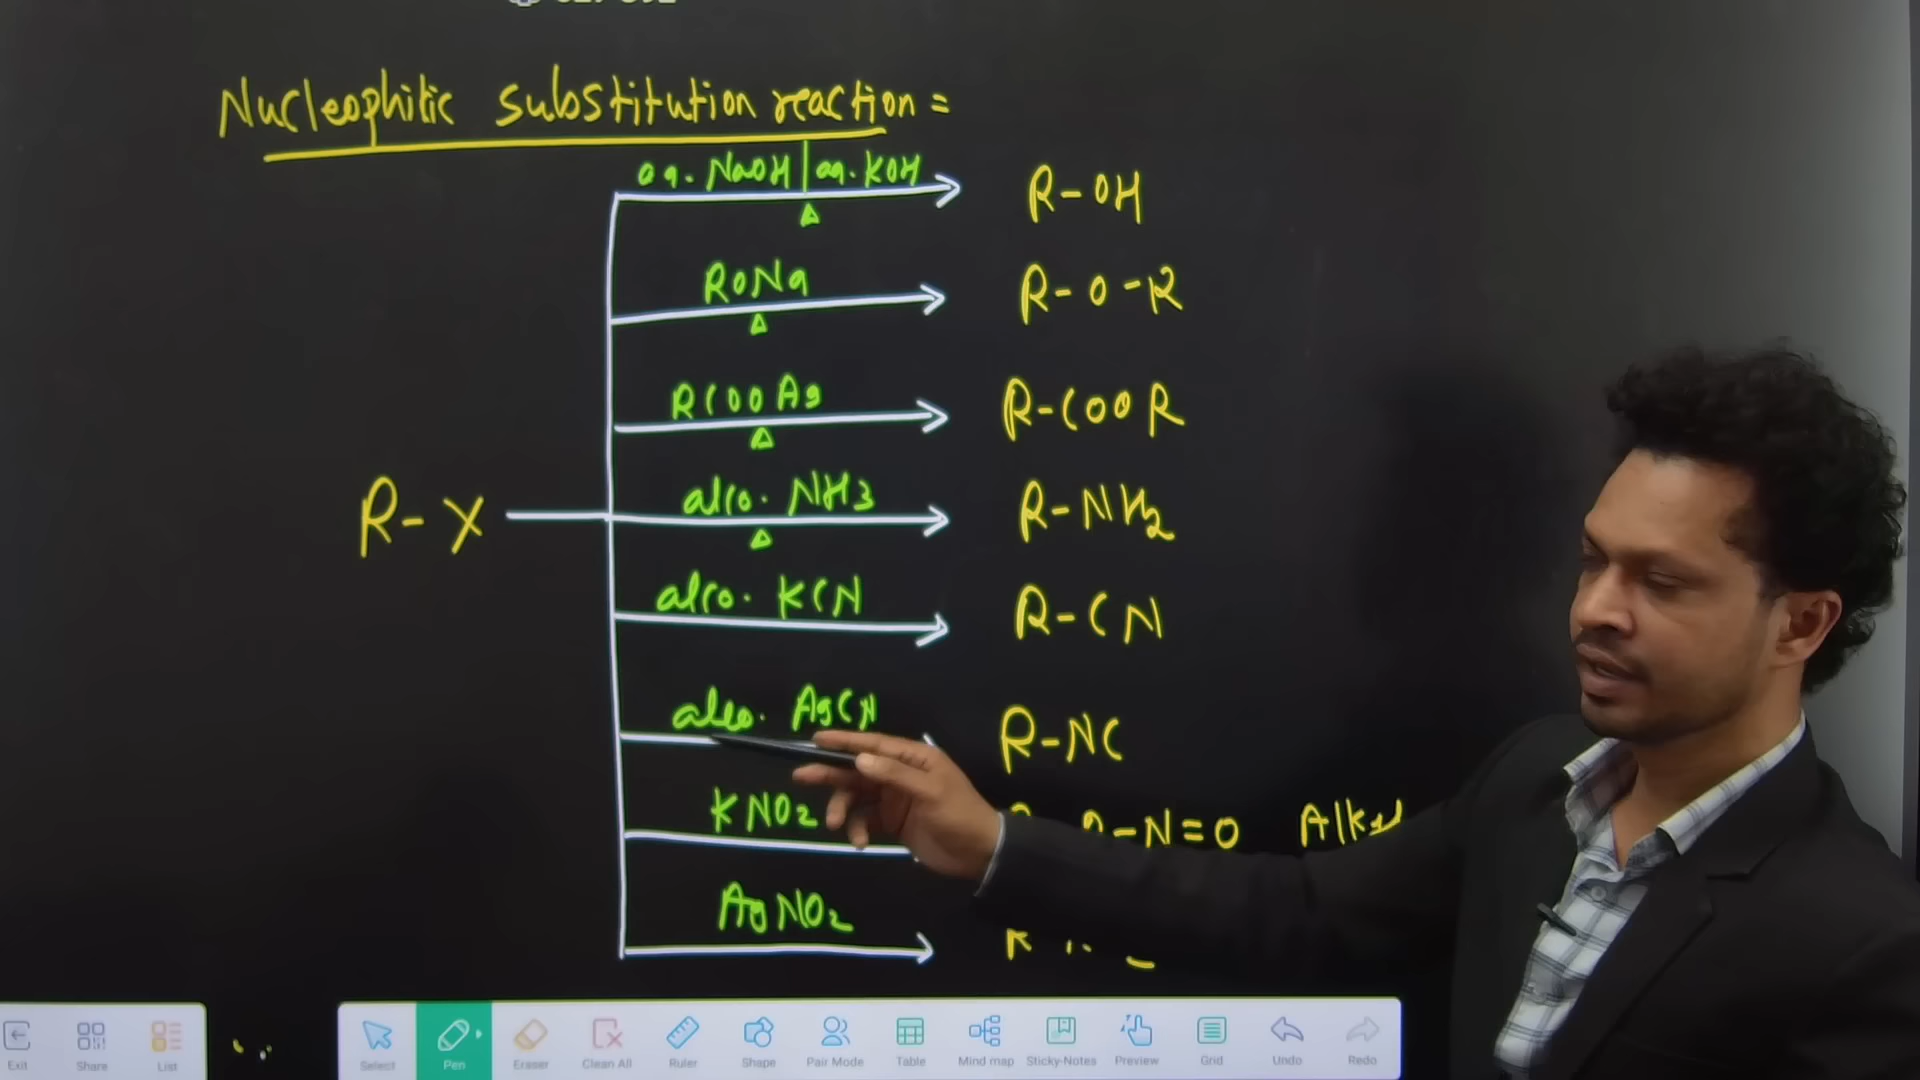 Nucleophilic substitution reaction =
aq. NaOH | aq. KOH
Δ
R-OH
RONa
Δ
R-O-R
RCOOAg
Δ
R-COOR
R-X
alco. NH3
Δ
R-NH2
alco. KCN
R-CN
alco. AgCN
R-NC
KNO2
-N=O
AgNO2
Exit
Share
List
Select
Pen
Eraser
Clean All
Ruler
Shape
Pair Mode
Table
Mind map
Sticky-Notes
Preview
Grid
Undo
Redo